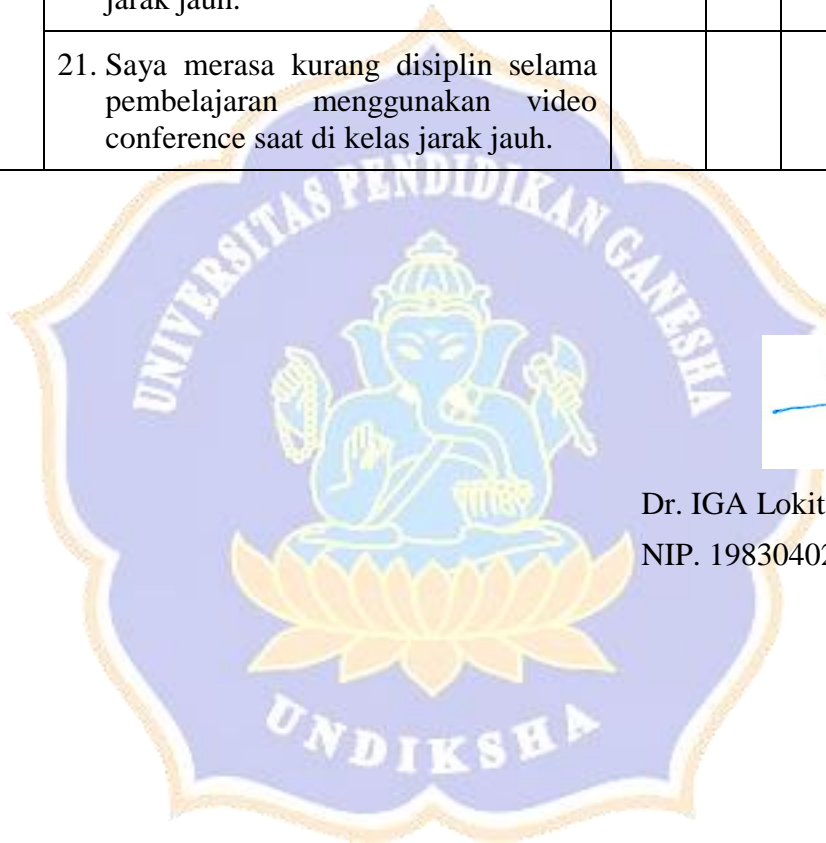 jarak jauh.
21. Saya merasa kurang disiplin selama
pembelajaran menggunakan video
conference saat di kelas jarak jauh.
UNIVERSITAS PENDIDIKAN GANESHA
Dr. IGA Lokit
NIP. 19830402
UNDIKSHA